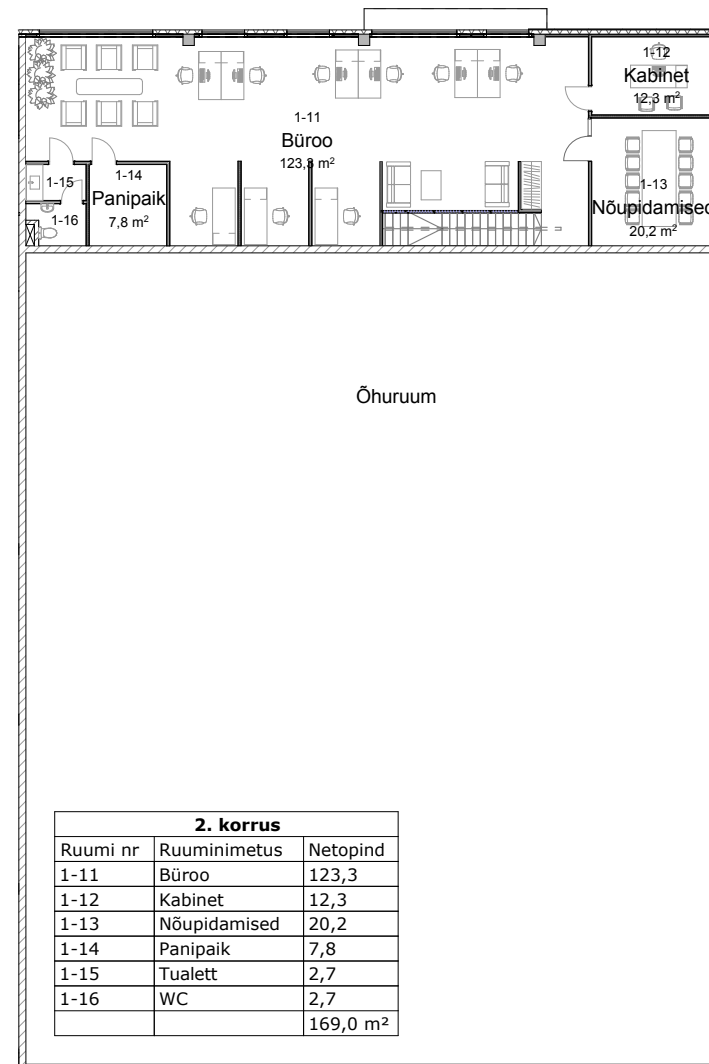 1-12
Kabinet
12,3 m²
1-11
Büroo
123,3 m²
1-15
1-14
Panipaik
7,8 m²
1-16
1-13
Nõupidamised
20,2 m²
Õhuruum
2. korrus
Ruumi nr Ruuminimetus Netopind
1-11 Büroo 123,3
1-12 Kabinet 12,3
1-13 Nõupidamised 20,2
1-14 Panipaik 7,8
1-15 Tualett 2,7
1-16 WC 2,7
169,0 m²